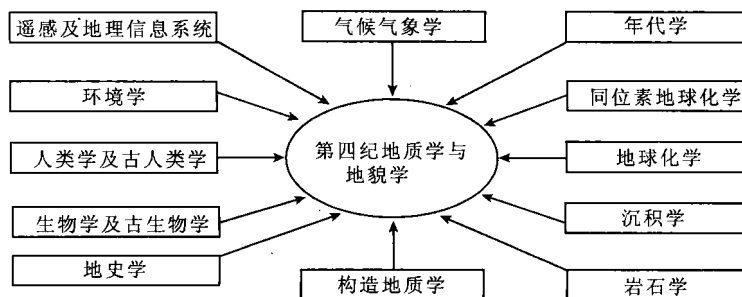 遥感及地理信息系统
气候气象学
年代学
环境学
同位素地球化学
第四纪地质学与
地貌学
人类学及古人类学
地球化学
生物学及古生物学
沉积学
地史学
构造地质学
岩石学